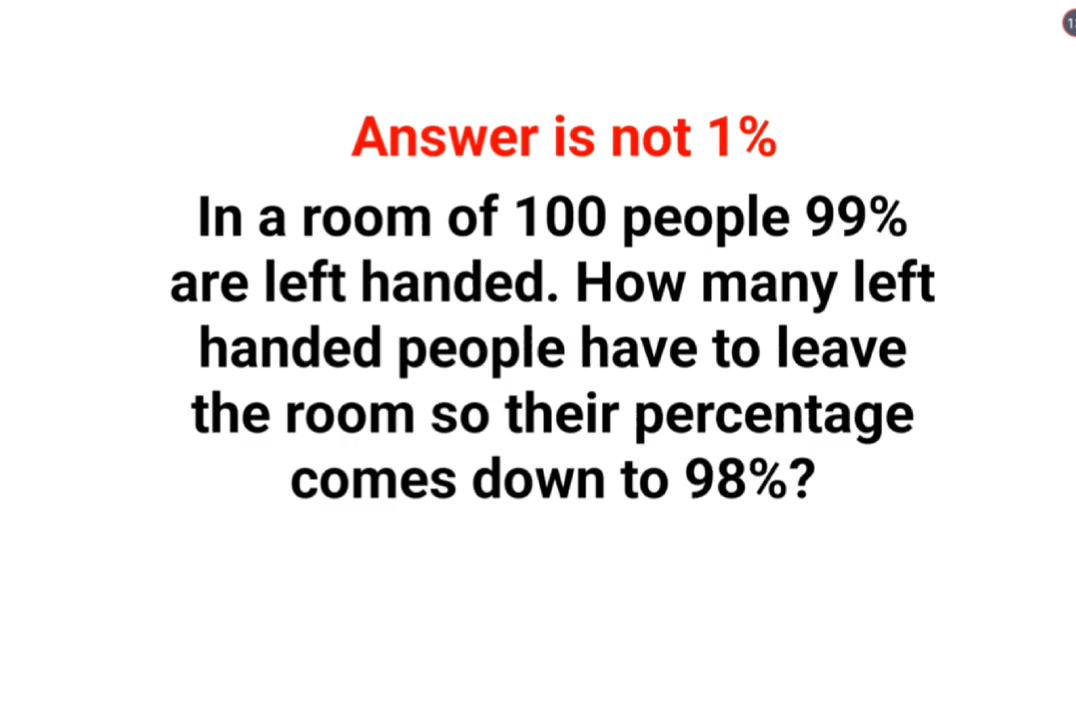 Answer is not 1%
In a room of 100 people 99%
are left handed. How many left
handed people have to leave
the room so their percentage
comes down to 98%?